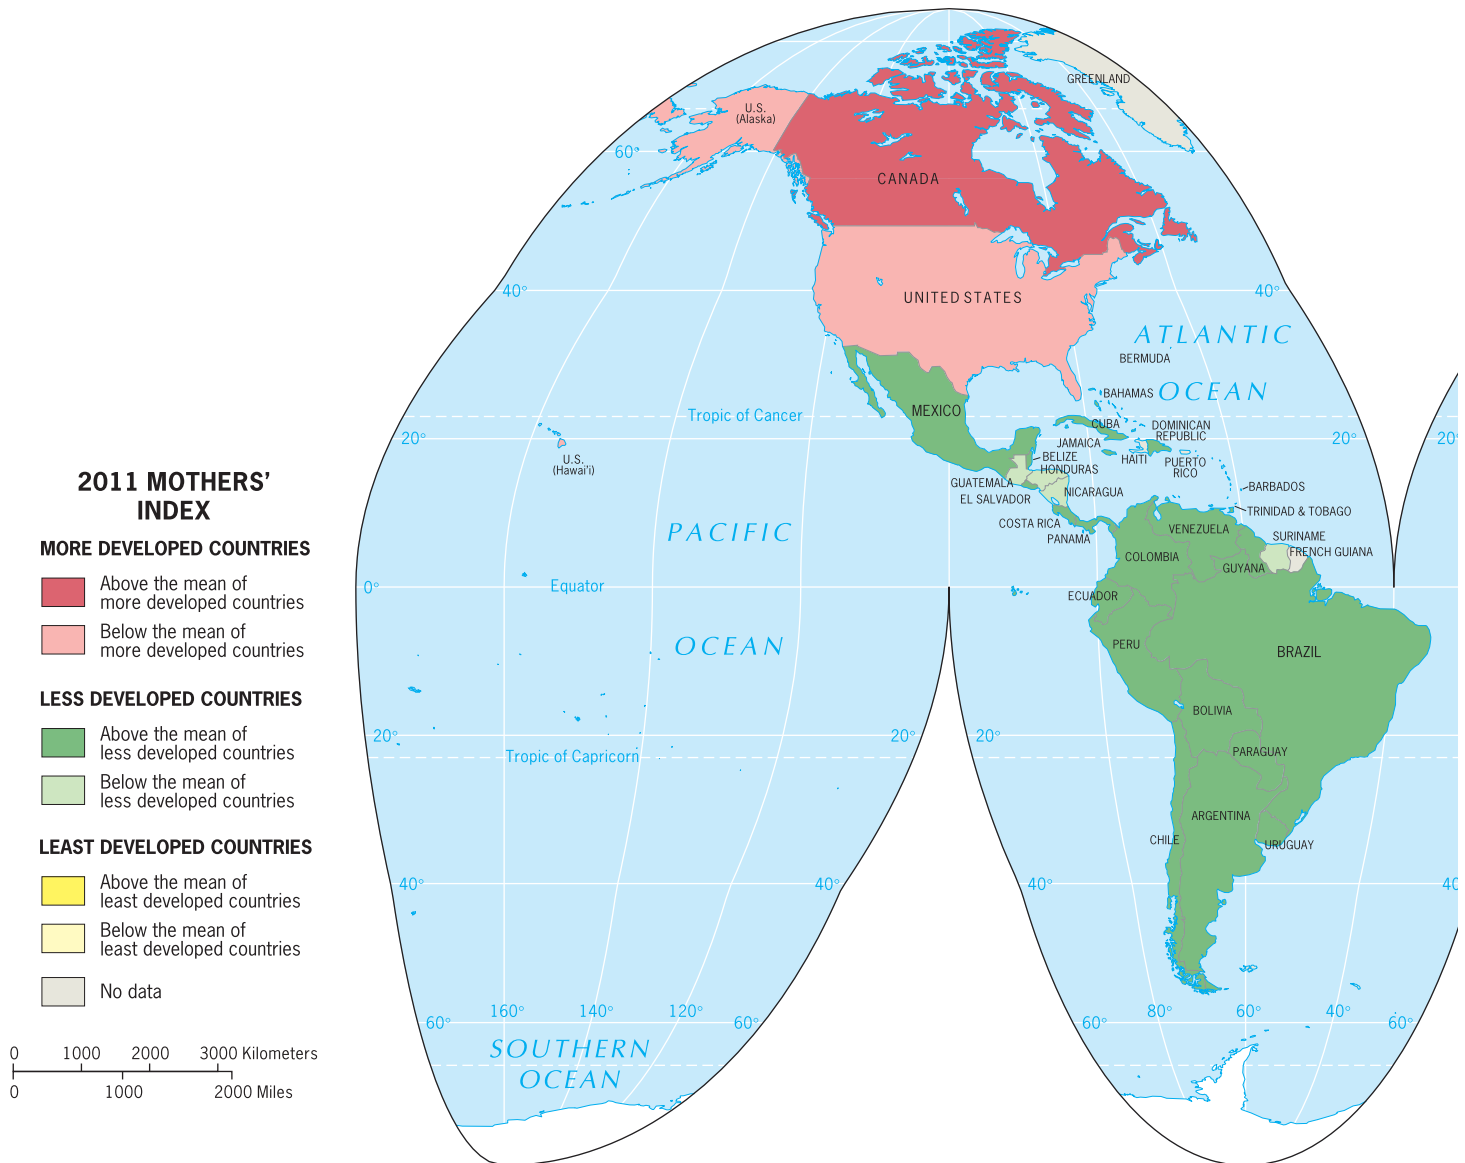 2011 MOTHERS'
INDEX
MORE DEVELOPED COUNTRIES
Above the mean of
more developed countries
Below the mean of
more developed countries
LESS DEVELOPED COUNTRIES
Above the mean of
less developed countries
Below the mean of
less developed countries
LEAST DEVELOPED COUNTRIES
Above the mean of
least developed countries
Below the mean of
least developed countries
No data
0 1000 2000 3000 Kilometers
0 1000 2000 Miles
GREENLAND
U.S.
(Alaska)
60°
CANADA
40°
40°
UNITED STATES
ATLANTIC
OCEAN
BERMUDA
BAHAMAS
Tropic of Cancer
MEXICO
CUBA
DOMINICAN
REPUBLIC
20°
20°
20°
JAMAICA
U.S.
(Hawai'i)
BELIZE
HAITI
PUERTO
RICO
HONDURAS
GUATEMALA
NICARAGUA
BARBADOS
EL SALVADOR
TRINIDAD & TOBAGO
COSTA RICA
PANAMA
VENEZUELA
SURINAME
FRENCH GUIANA
COLOMBIA
GUYANA
PACIFIC
OCEAN
0°
Equator
ECUADOR
PERU
BRAZIL
BOLIVIA
20°
20°
20°
PARAGUAY
Tropic of Capricorn
ARGENTINA
CHILE
URUGUAY
40°
40°
40°
40
60°
160°
140°
120°
60°
60°
80°
60°
40°
60°
SOUTHERN
OCEAN